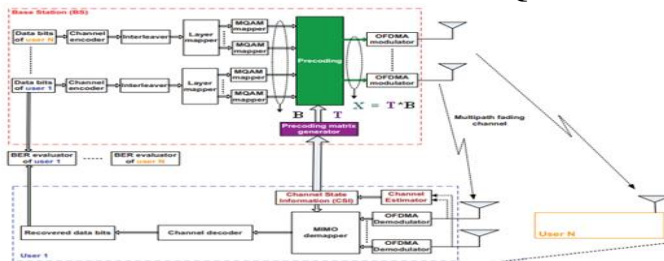 Base Station (BS)
Data bits
of user N
Channel
encoder
Interleaver
Layer
mapper
MQAM
mapper
MQAM
mapper
Precoding
OFDMA
modulator
Data bits
of user 1
Channel
encoder
Interleaver
Layer
mapper
MQAM
mapper
MQAM
mapper
OFDMA
modulator
B
T
X = T*B
Precoding matrix
generator
Multipath fading
channel
BER evaluator
of user 1
BER evaluator
of user N
Channel State
Information (CSI)
Channel
Estimator
Recovered data bits
Channel decoder
MIMO
demapper
OFDMA
Demodulator
OFDMA
Demodulator
User 1
User N